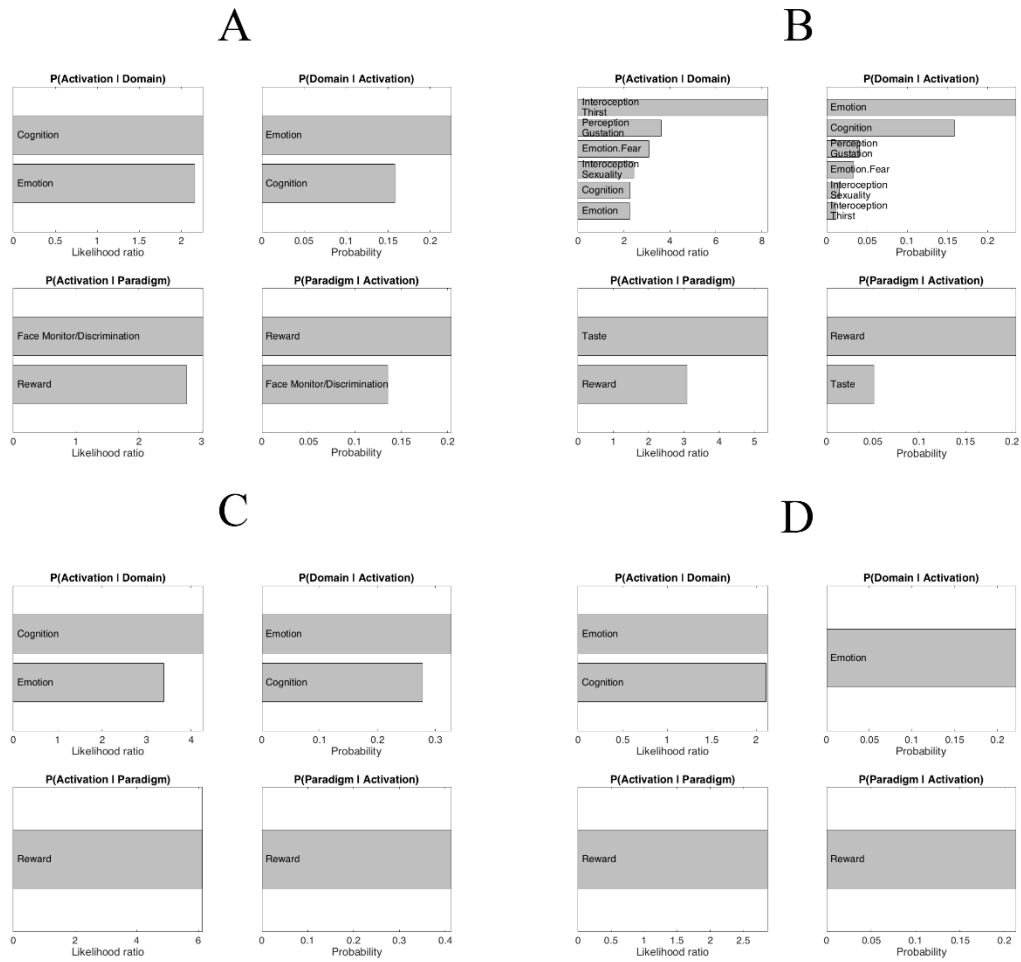 A
B
P(Activation | Domain)
P(Domain | Activation)
P(Activation | Domain)
P(Domain | Activation)
Cognition
Emotion
0 0.5 1 1.5 2
Likelihood ratio
Emotion
Cognition
0 0.05 0.1 0.15 0.2
Probability
Interoception
Thirst
Perception
Gustation
Emotion.Fear
Interoception
Sexuality
Cognition
Emotion
0 2 4 6 8
Likelihood ratio
Emotion
Cognition
Perception
Gustation
Emotion.Fear
Interoception
Sexuality
Interoception
Thirst
0 0.05 0.1 0.15 0.2
Probability
P(Activation | Paradigm)
P(Paradigm | Activation)
P(Activation | Paradigm)
P(Paradigm | Activation)
Face Monitor/Discrimination
Reward
0 1 2 3
Likelihood ratio
Reward
Face Monitor/Discrimination
0 0.05 0.1 0.15 0.2
Probability
Taste
Reward
0 1 2 3 4 5
Likelihood ratio
Reward
Taste
0 0.05 0.1 0.15 0.2
Probability
C
D
P(Activation | Domain)
P(Domain | Activation)
P(Activation | Domain)
P(Domain | Activation)
Cognition
Emotion
0 1 2 3 4
Likelihood ratio
Emotion
Cognition
0 0.1 0.2 0.3
Probability
Emotion
Cognition
0 0.5 1 1.5 2
Likelihood ratio
Emotion
0 0.05 0.1 0.15 0.2
Probability
P(Activation | Paradigm)
P(Paradigm | Activation)
P(Activation | Paradigm)
P(Paradigm | Activation)
Reward
0 2 4 6
Likelihood ratio
Reward
0 0.1 0.2 0.3 0.4
Probability
Reward
0 0.5 1 1.5 2 2.5
Likelihood ratio
Reward
0 0.05 0.1 0.15 0.2
Probability